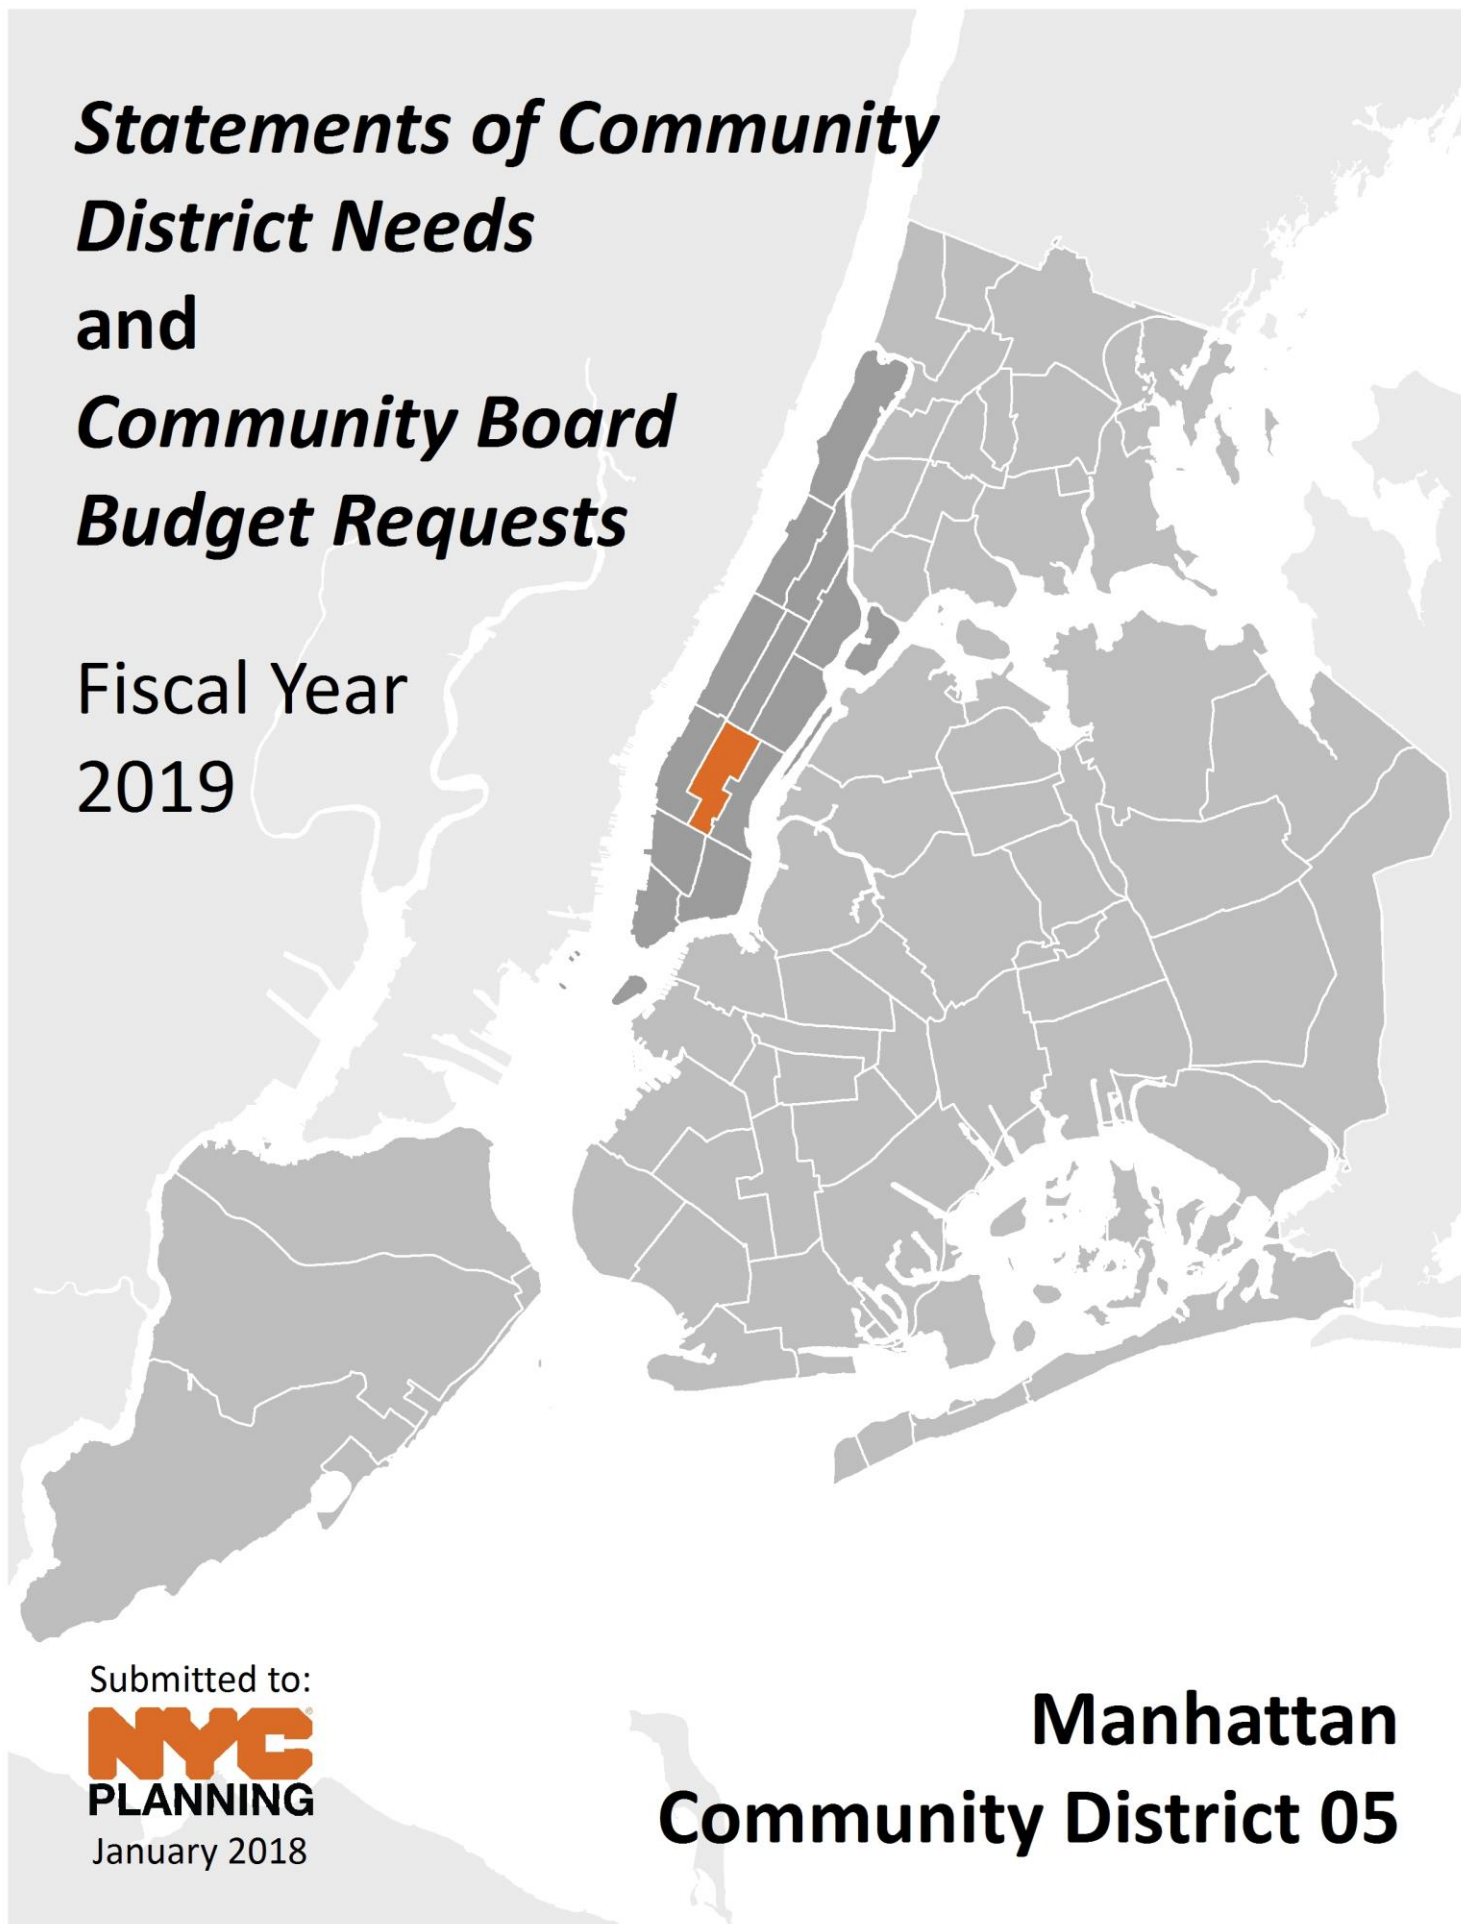 Statements of Community
District Needs
and
Community Board
Budget Requests
Fiscal Year
2019
Submitted to:
NYC
PLANNING
January 2018
Manhattan
Community District 05